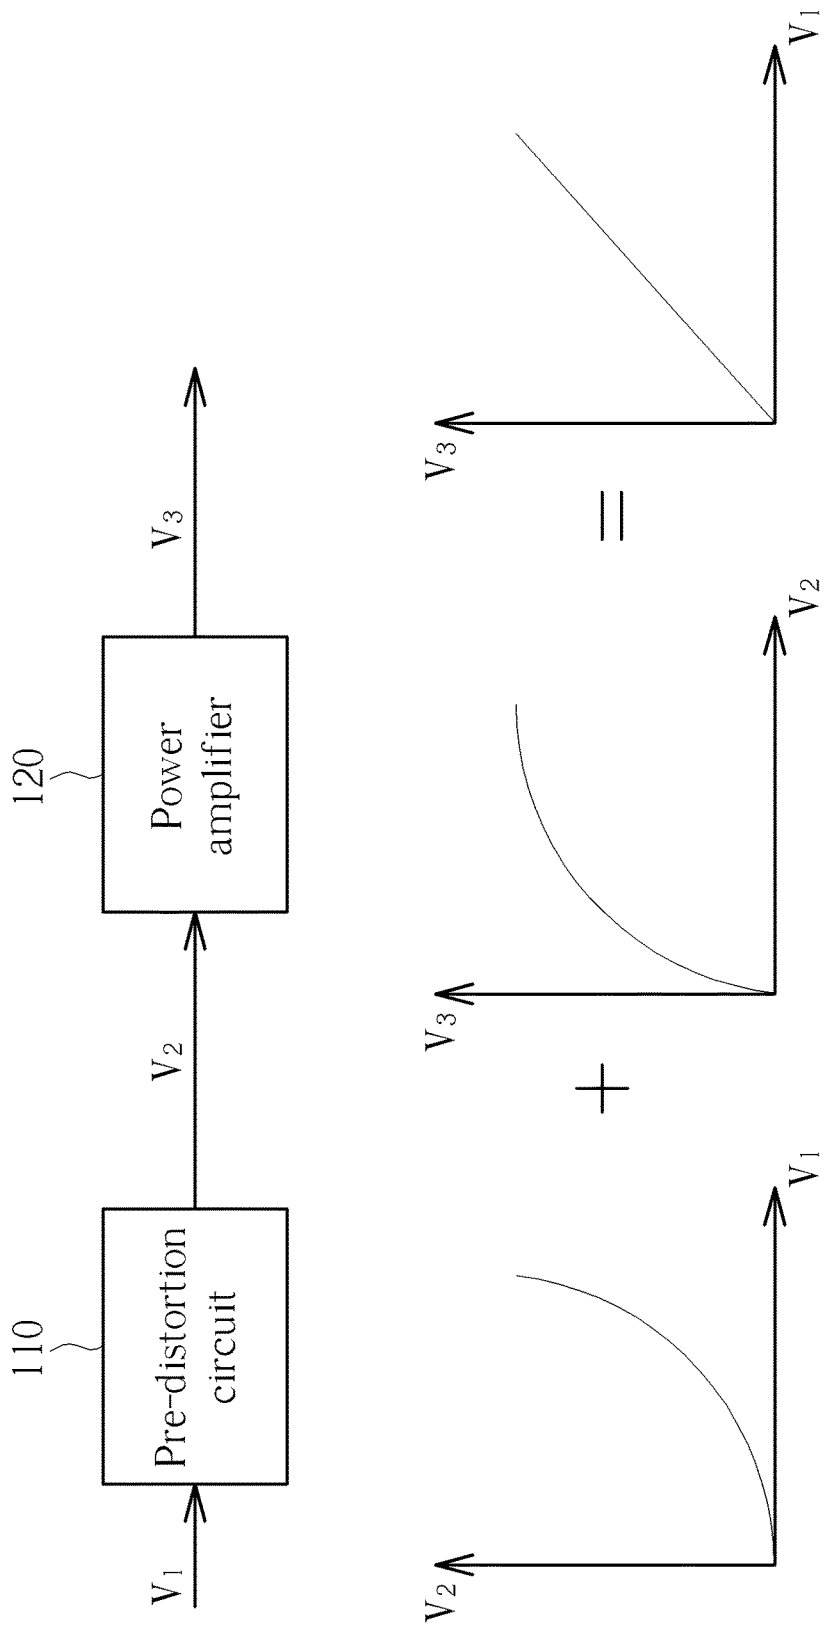 110
120
V1
Pre-distortion
circuit
V2
Power
amplifier
V3
V2
V1
+
V3
V2
=
V3
V1